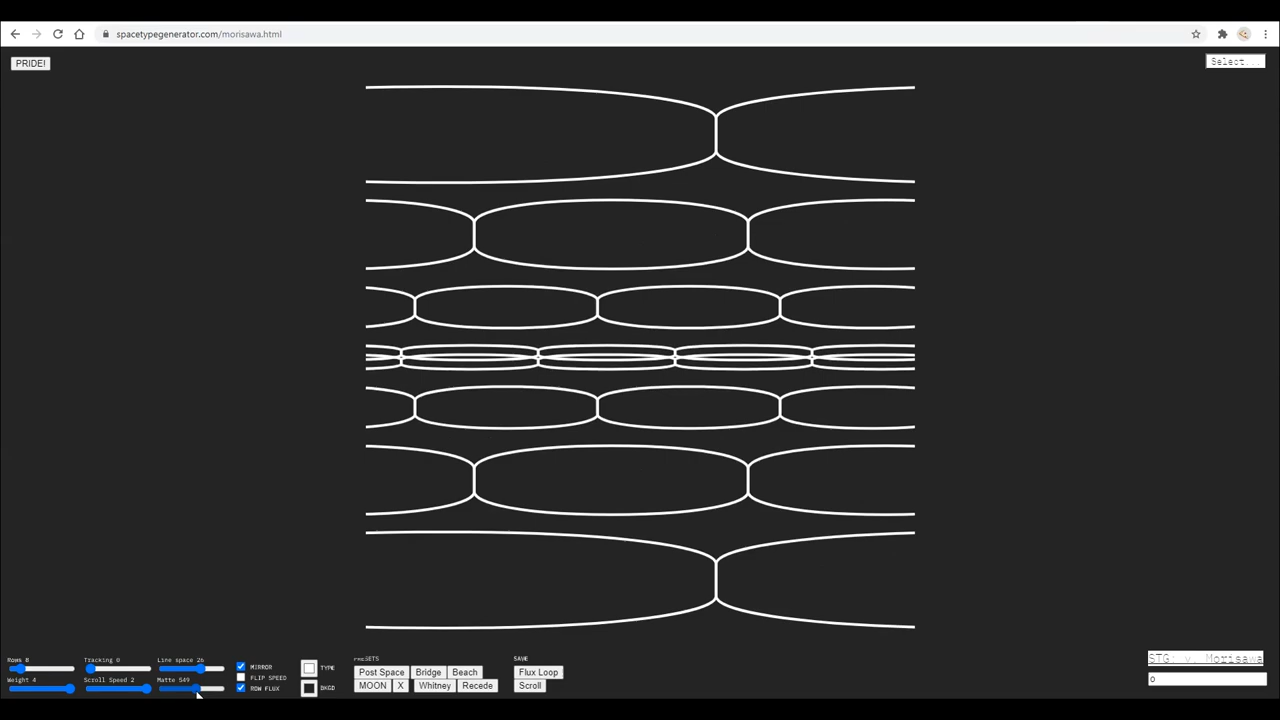 spacetypegenerator.com/morisawa.html
PRIDE!
Select...
Rows 8
Tracking 0
Line space 26
Weight 4
Scroll Speed 2
Matte 549
MIRROR
FLIP SPEED
ROW FLUX
TYPE
BKGD
PRESETS
Post Space Bridge Beach
MOON X Whitney Recede
SAVE
Flux Loop
Scroll
STG: v. Morisawa
0